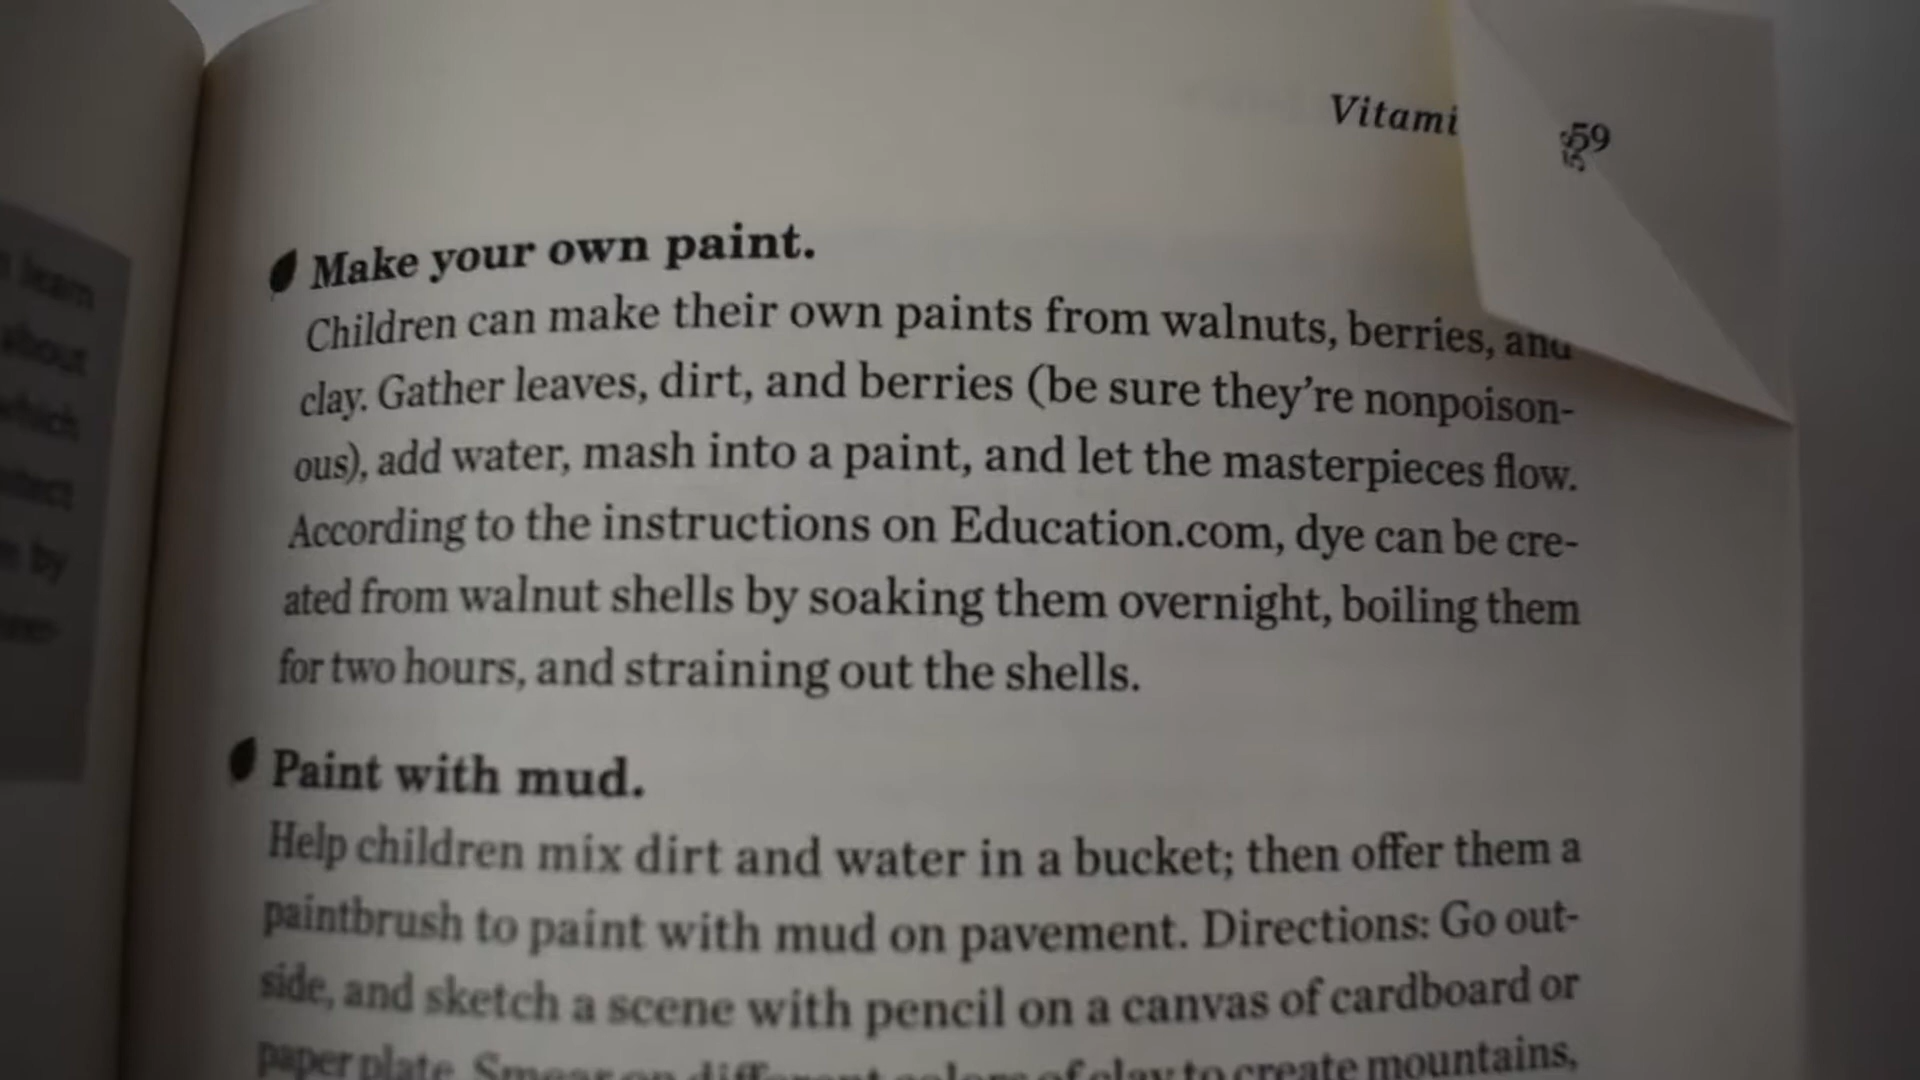 Vitami
59
Make your own paint.
Children can make their own paints from walnuts, berries, and
clay. Gather leaves, dirt, and berries (be sure they're nonpoison-
ous), add water, mash into a paint, and let the masterpieces flow.
According to the instructions on Education.com, dye can be cre-
ated from walnut shells by soaking them overnight, boiling them
for two hours, and straining out the shells.
Paint with mud.
Help children mix dirt and water in a bucket; then offer them a
paintbrush to paint with mud on pavement. Directions: Go out-
side, and sketch a scene with pencil on a canvas of cardboard or
paper plate. Smear on different colors of clay to create mountains,
learn
about
which
by